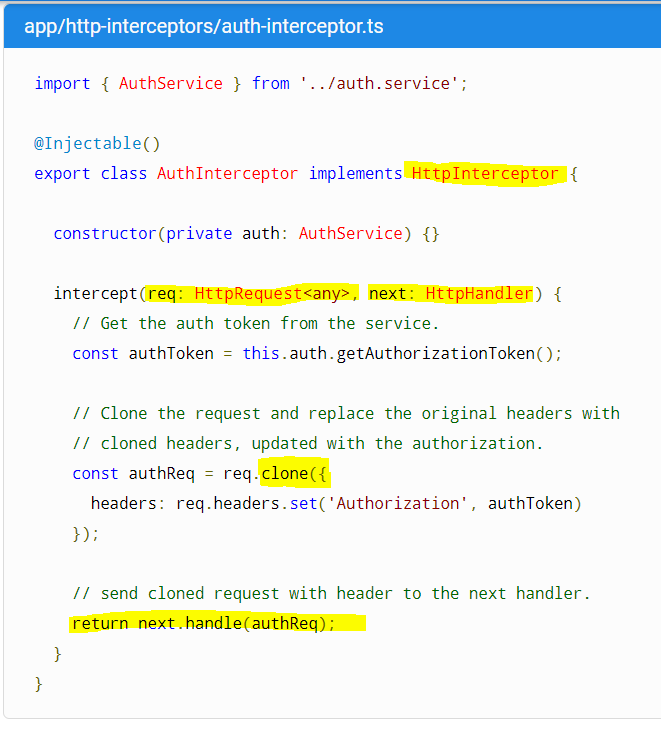 app/http-interceptors/auth-interceptor.ts
import { AuthService } from '../auth.service';
@Injectable()
export class AuthInterceptor implements HttpInterceptor {
constructor(private auth: AuthService) {}
intercept(req: HttpRequest<any>, next: HttpHandler) {
// Get the auth token from the service.
const authToken = this.auth.getAuthorizationToken();
// Clone the request and replace the original headers with
// cloned headers, updated with the authorization.
const authReq = req.clone({
headers: req.headers.set('Authorization', authToken)
});
// send cloned request with header to the next handler.
return next.handle(authReq);
}
}